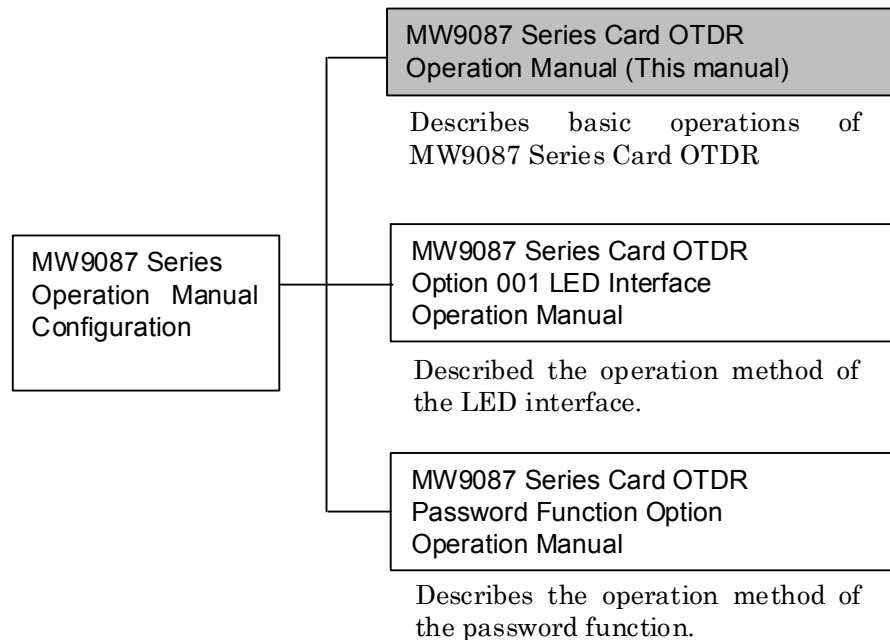 MW9087 Series Card OTDR
Operation Manual (This manual)
Describes basic operations of
MW9087 Series Card OTDR
MW9087 Series
Operation Manual
Configuration
MW9087 Series Card OTDR
Option 001 LED Interface
Operation Manual
Described the operation method of
the LED interface.
MW9087 Series Card OTDR
Password Function Option
Operation Manual
Describes the operation method of
the password function.